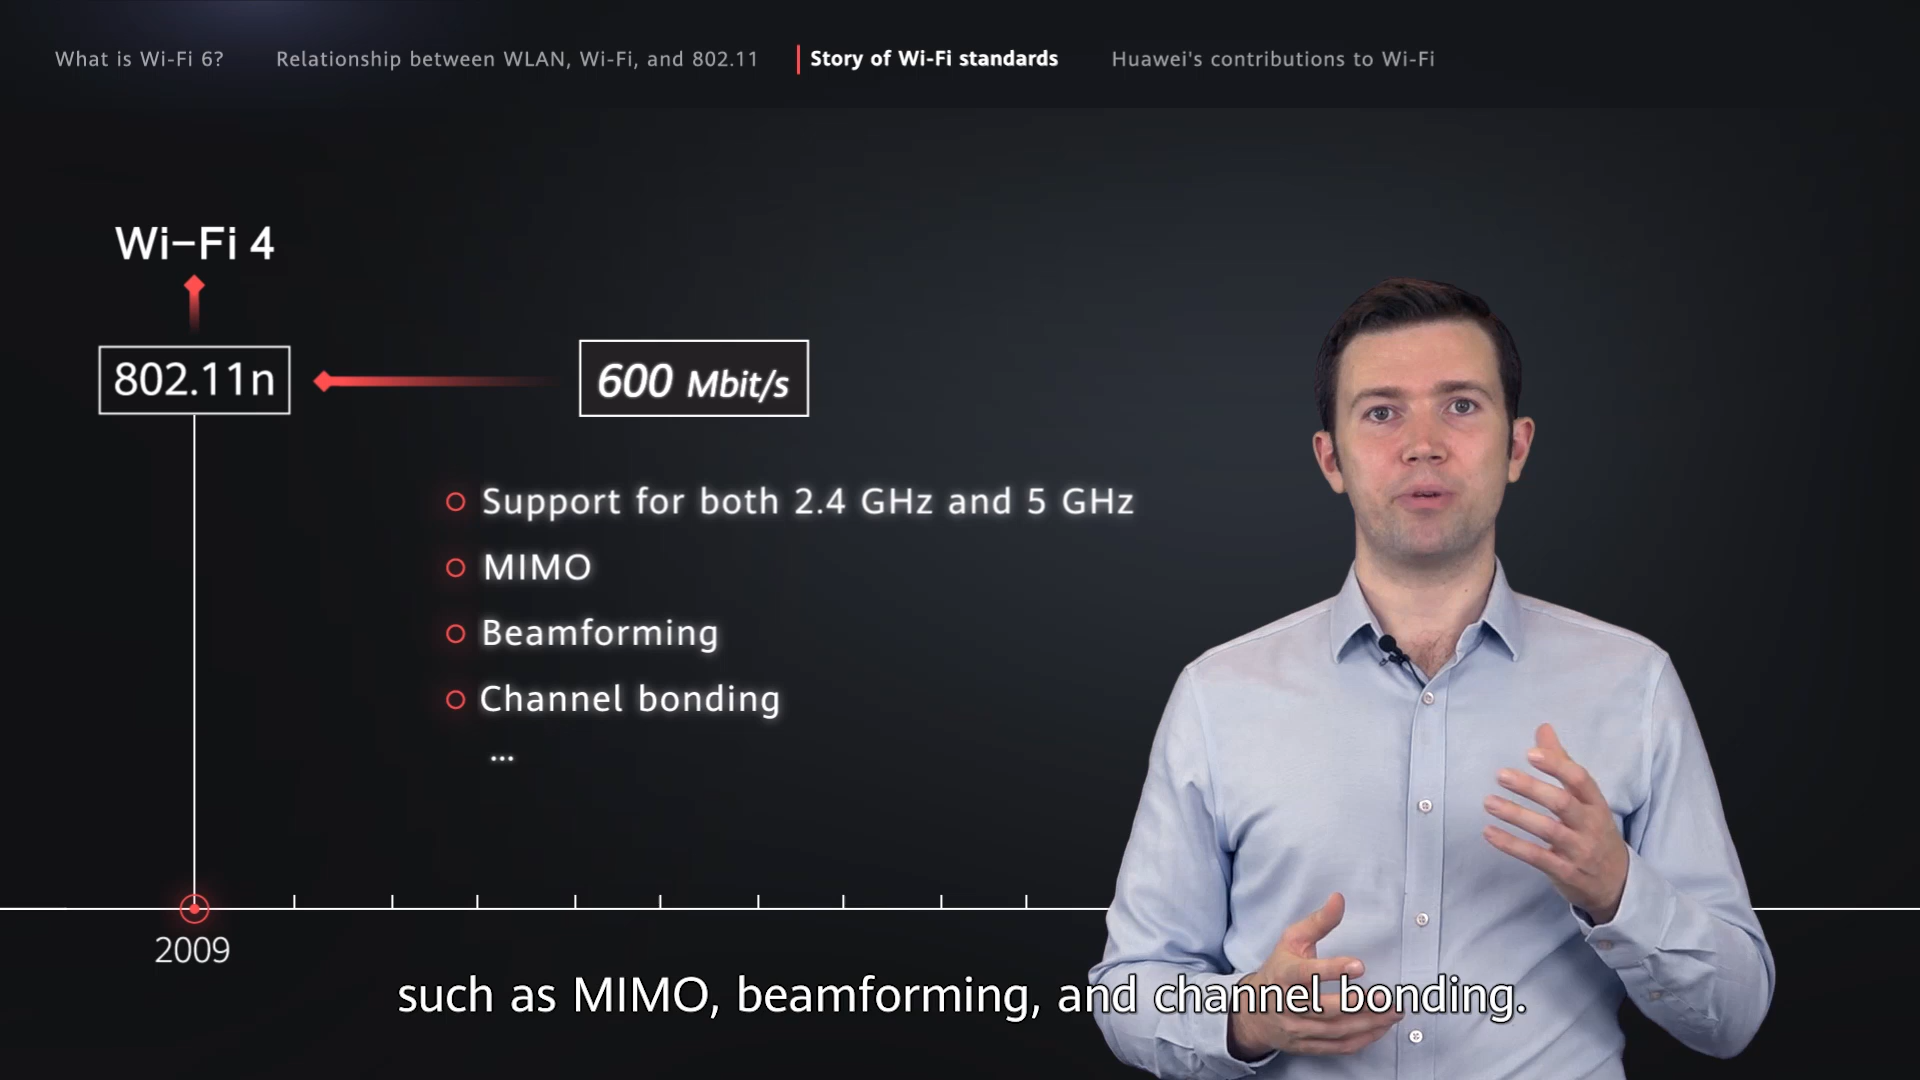 What is Wi-Fi 6?
Relationship between WLAN, Wi-Fi, and 802.11
Story of Wi-Fi standards
Huawei's contributions to Wi-Fi
Wi-Fi 4
802.11n
600 Mbit/s
Support for both 2.4 GHz and 5 GHz
MIMO
Beamforming
Channel bonding
...
2009
such as MIMO, beamforming, and channel bonding.